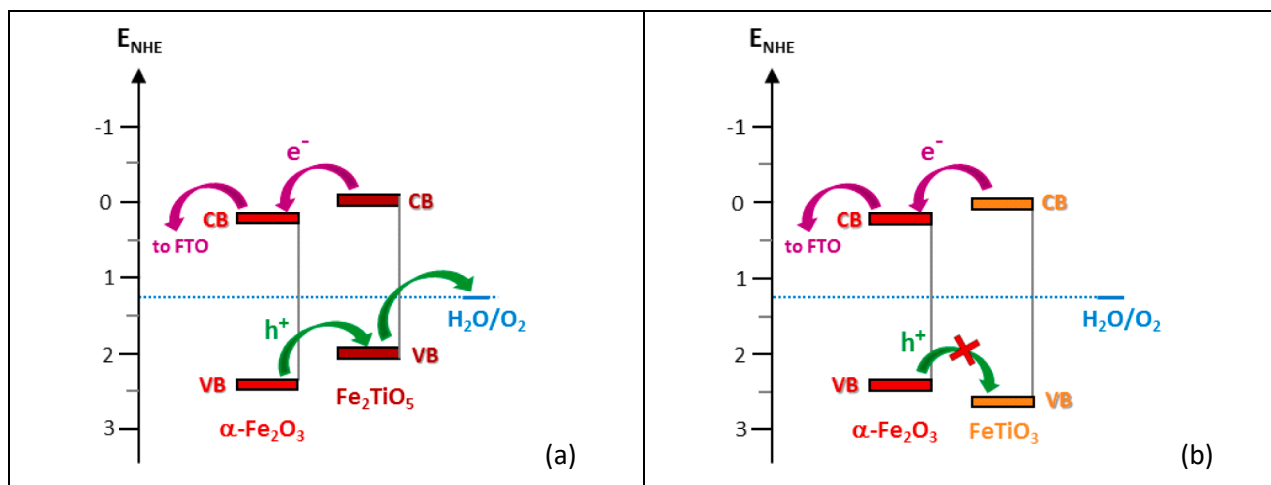 E_NHE
-1
0
1
2
3
e⁻
CB
CB
to FTO
h⁺
H₂O/O₂
VB
VB
Fe₂TiO₅
α-Fe₂O₃
(a)
E_NHE
-1
0
1
2
3
e⁻
CB
CB
to FTO
h⁺
H₂O/O₂
VB
VB
α-Fe₂O₃
FeTiO₃
(b)